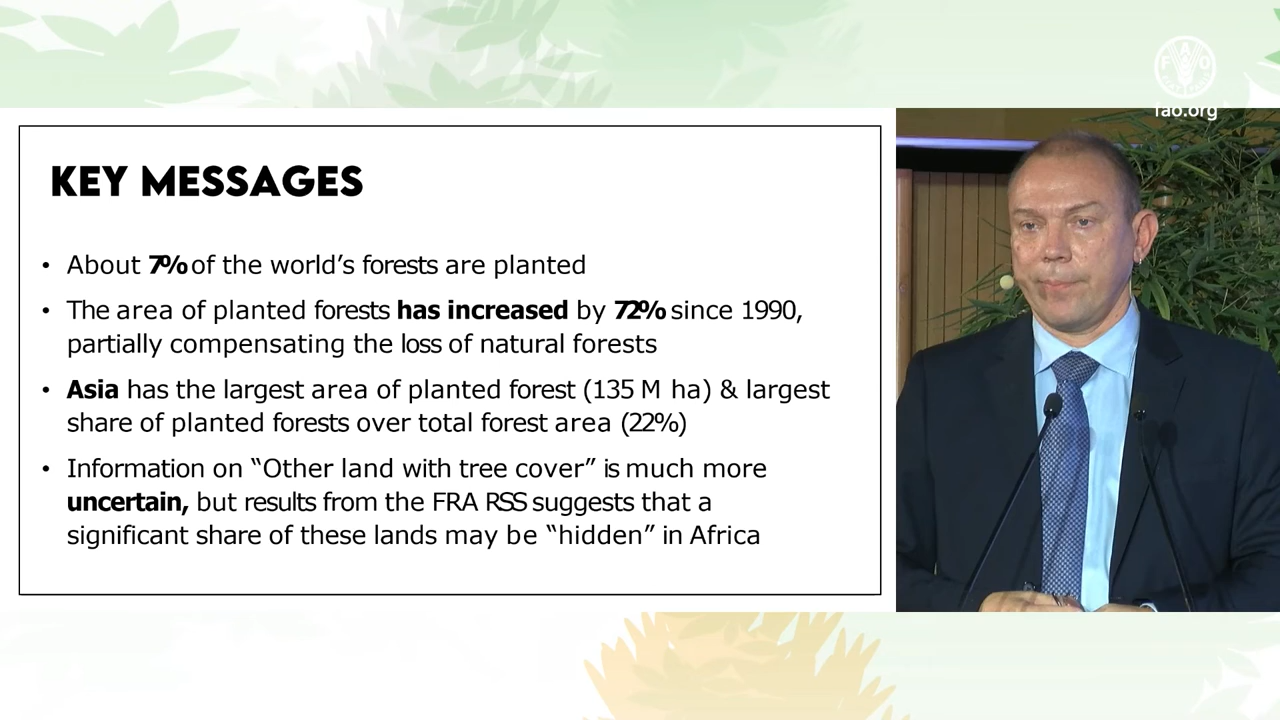 F A O
fao.org
KEY MESSAGES
• About 7% of the world’s forests are planted
• The area of planted forests has increased by 72% since 1990,
partially compensating the loss of natural forests
• Asia has the largest area of planted forest (135 M ha) & largest
share of planted forests over total forest area (22%)
• Information on “Other land with tree cover” is much more
uncertain, but results from the FRA RSS suggests that a
significant share of these lands may be “hidden” in Africa